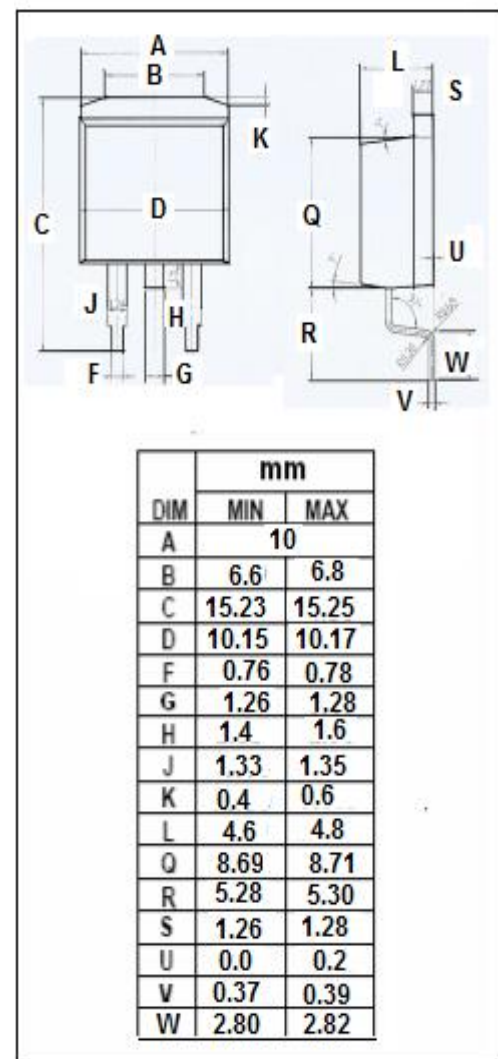 A
B
L
S
K
C
D
Q
U
J
H
R
F
G
W
V
mm
DIM MIN MAX
A 10
B 6.6 6.8
C 15.23 15.25
D 10.15 10.17
F 0.76 0.78
G 1.26 1.28
H 1.4 1.6
J 1.33 1.35
K 0.4 0.6
L 4.6 4.8
Q 8.69 8.71
R 5.28 5.30
S 1.26 1.28
U 0.0 0.2
V 0.37 0.39
W 2.80 2.82